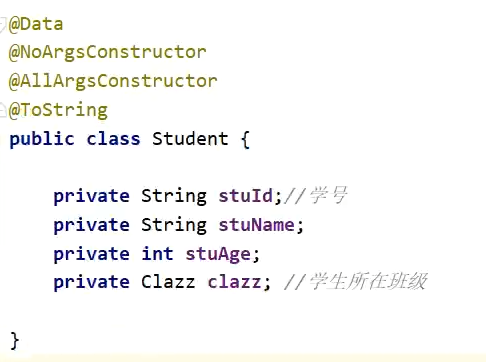 @Data
@NoArgsConstructor
@AllArgsConstructor
@ToString
public class Student {
private String stuId;//学号
private String stuName;
private int stuAge;
private Clazz clazz; //学生所在班级
}